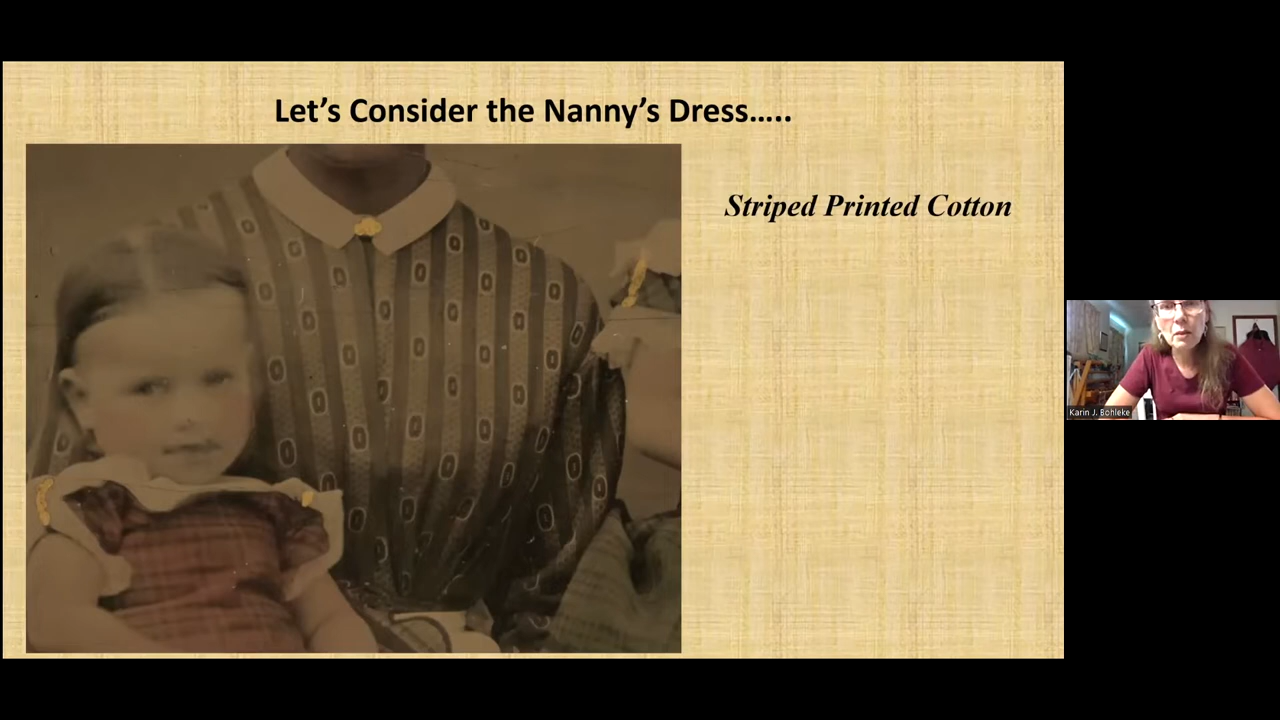 Let’s Consider the Nanny’s Dress…..
Striped Printed Cotton
Karin J. Bohleke